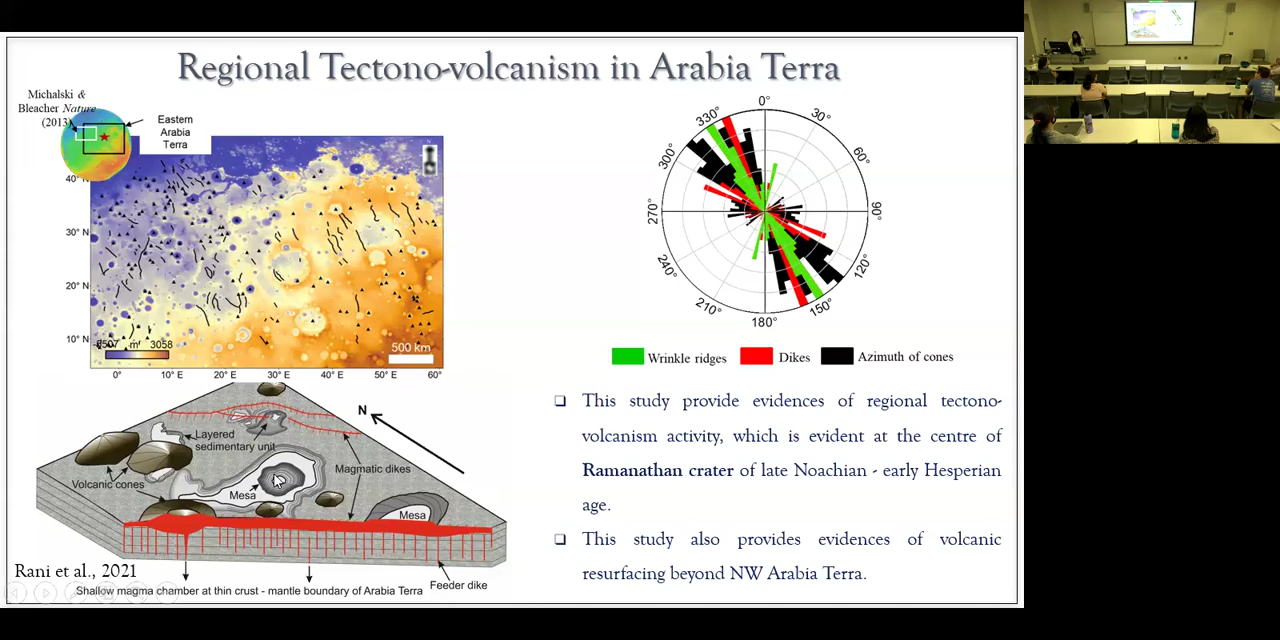 Regional Tectono-volcanism in Arabia Terra
Michalski &
Bleacher Nature
(2013)
Eastern
Arabia
Terra
40°
30° N
20° N
10° N
m
3058
500 km
0°
10° E
20° E
30° E
40° E
50° E
60°
0°
30°
60°
90°
120°
150°
180°
210°
240°
270°
300°
330°
Wrinkle ridges
Dikes
Azimuth of cones
N
Layered
sedimentary unit
Magmatic dikes
Volcanic cones
Mesa
Mesa
Feeder dike
Shallow magma chamber at thin crust - mantle boundary of Arabia Terra
Rani et al., 2021
This study provide evidences of regional tectono-
volcanism activity, which is evident at the centre of
Ramanathan crater of late Noachian - early Hesperian
age.
This study also provides evidences of volcanic
resurfacing beyond NW Arabia Terra.